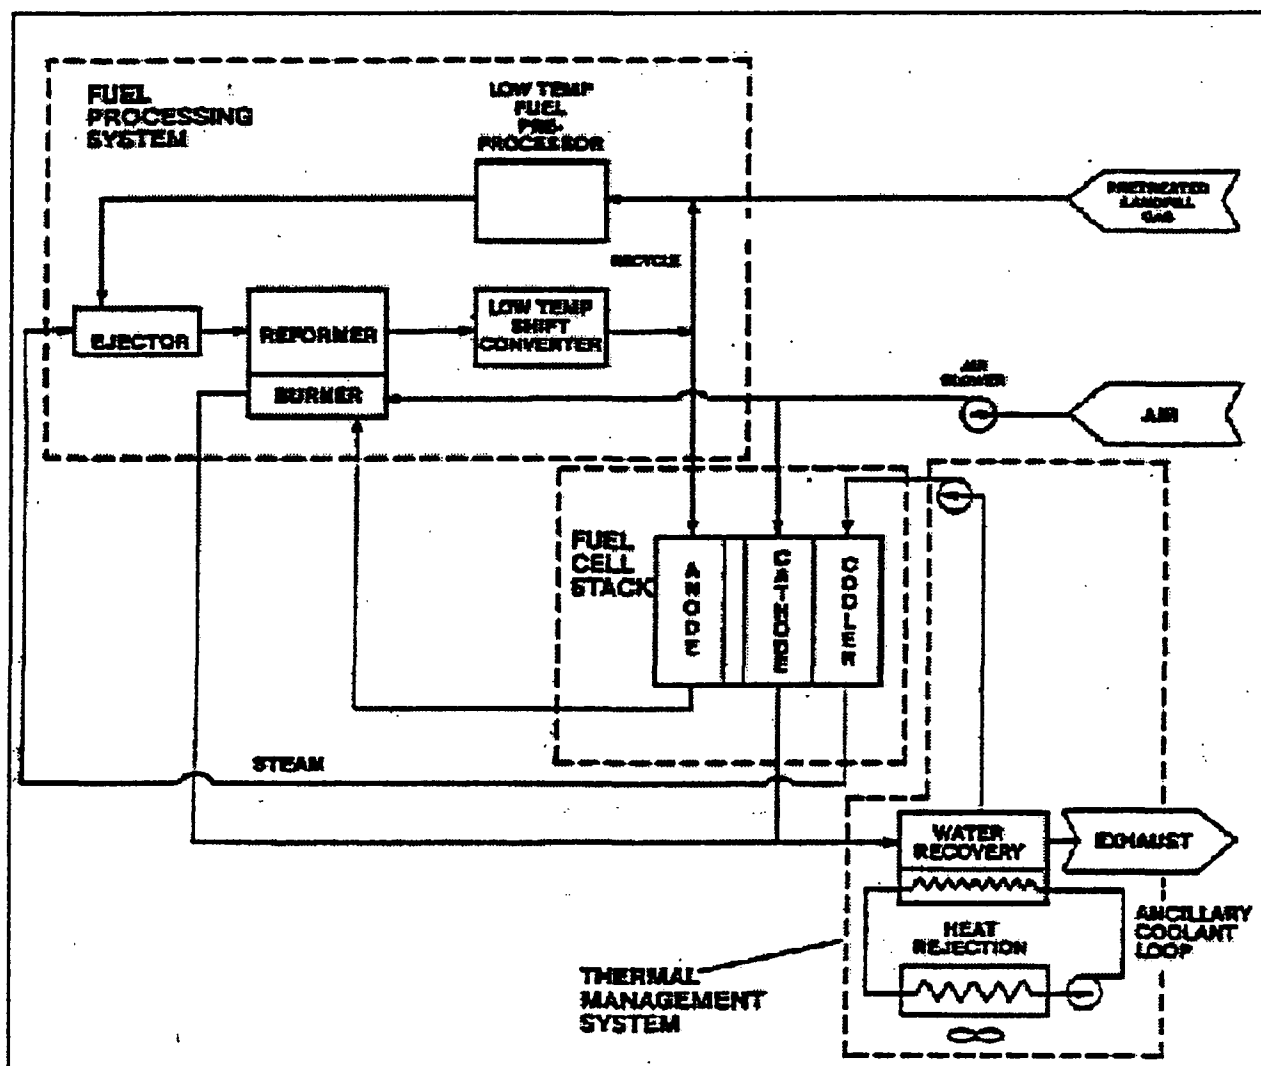 FUEL
PROCESSING
SYSTEM
LOW TEMP
FUEL
PRE-
PROCESSOR
PRETREATED
LANDFILL
GAS
RECYCLE
EJECTOR
REFORMER
LOW TEMP
SHIFT
CONVERTER
BURNER
AIR
BLOWER
AIR
FUEL
CELL
STACK
ANODE
CATHODE
COOLER
STEAM
WATER
RECOVERY
EXHAUST
HEAT
REJECTION
ANCILLARY
COOLANT
LOOP
THERMAL
MANAGEMENT
SYSTEM